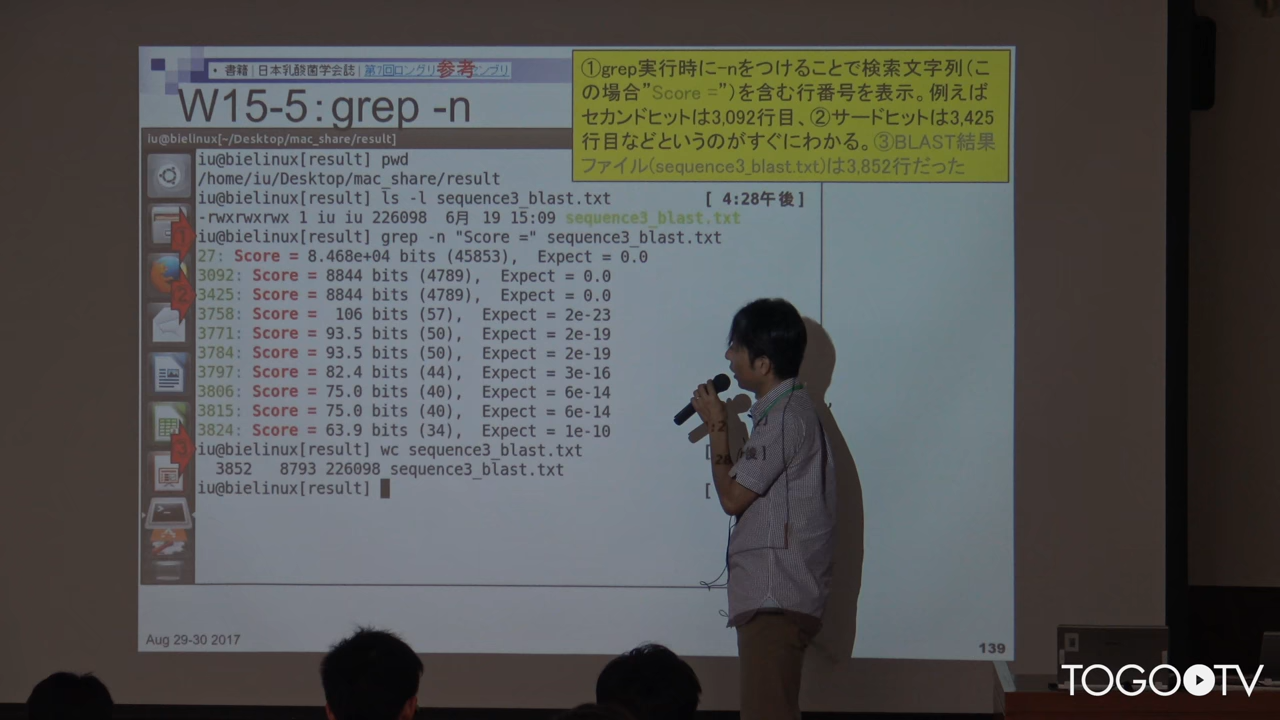 ・書籍 | 日本乳酸菌学会誌 | 第7回ロングリ参考センブリ
W15-5:grep -n
①grep実行時に-nをつけることで検索文字列(こ
の場合”Score =”)を含む行番号を表示。例えば
セカンドヒットは3,092行目、②サードヒットは3,425
行目などというのがすぐにわかる。③BLAST結果
ファイル(sequence3_blast.txt)は3,852行だった
iu@bielinux[~/Desktop/mac_share/result]
iu@bielinux[result] pwd
/home/iu/Desktop/mac_share/result
iu@bielinux[result] ls -l sequence3_blast.txt [ 4:28午後]
-rwxrwxrwx 1 iu iu 226098 6月 19 15:09 sequence3_blast.txt
iu@bielinux[result] grep -n "Score =" sequence3_blast.txt
27: Score = 8.468e+04 bits (45853), Expect = 0.0
3092: Score = 8844 bits (4789), Expect = 0.0
3425: Score = 8844 bits (4789), Expect = 0.0
3758: Score = 106 bits (57), Expect = 2e-23
3771: Score = 93.5 bits (50), Expect = 2e-19
3784: Score = 93.5 bits (50), Expect = 2e-19
3797: Score = 82.4 bits (44), Expect = 3e-16
3806: Score = 75.0 bits (40), Expect = 6e-14
3815: Score = 75.0 bits (40), Expect = 6e-14
3824: Score = 63.9 bits (34), Expect = 1e-10
iu@bielinux[result] wc sequence3_blast.txt
3852 8793 226098 sequence3_blast.txt
iu@bielinux[result]
1
2
3
Aug 29-30 2017
139
TOGOTV